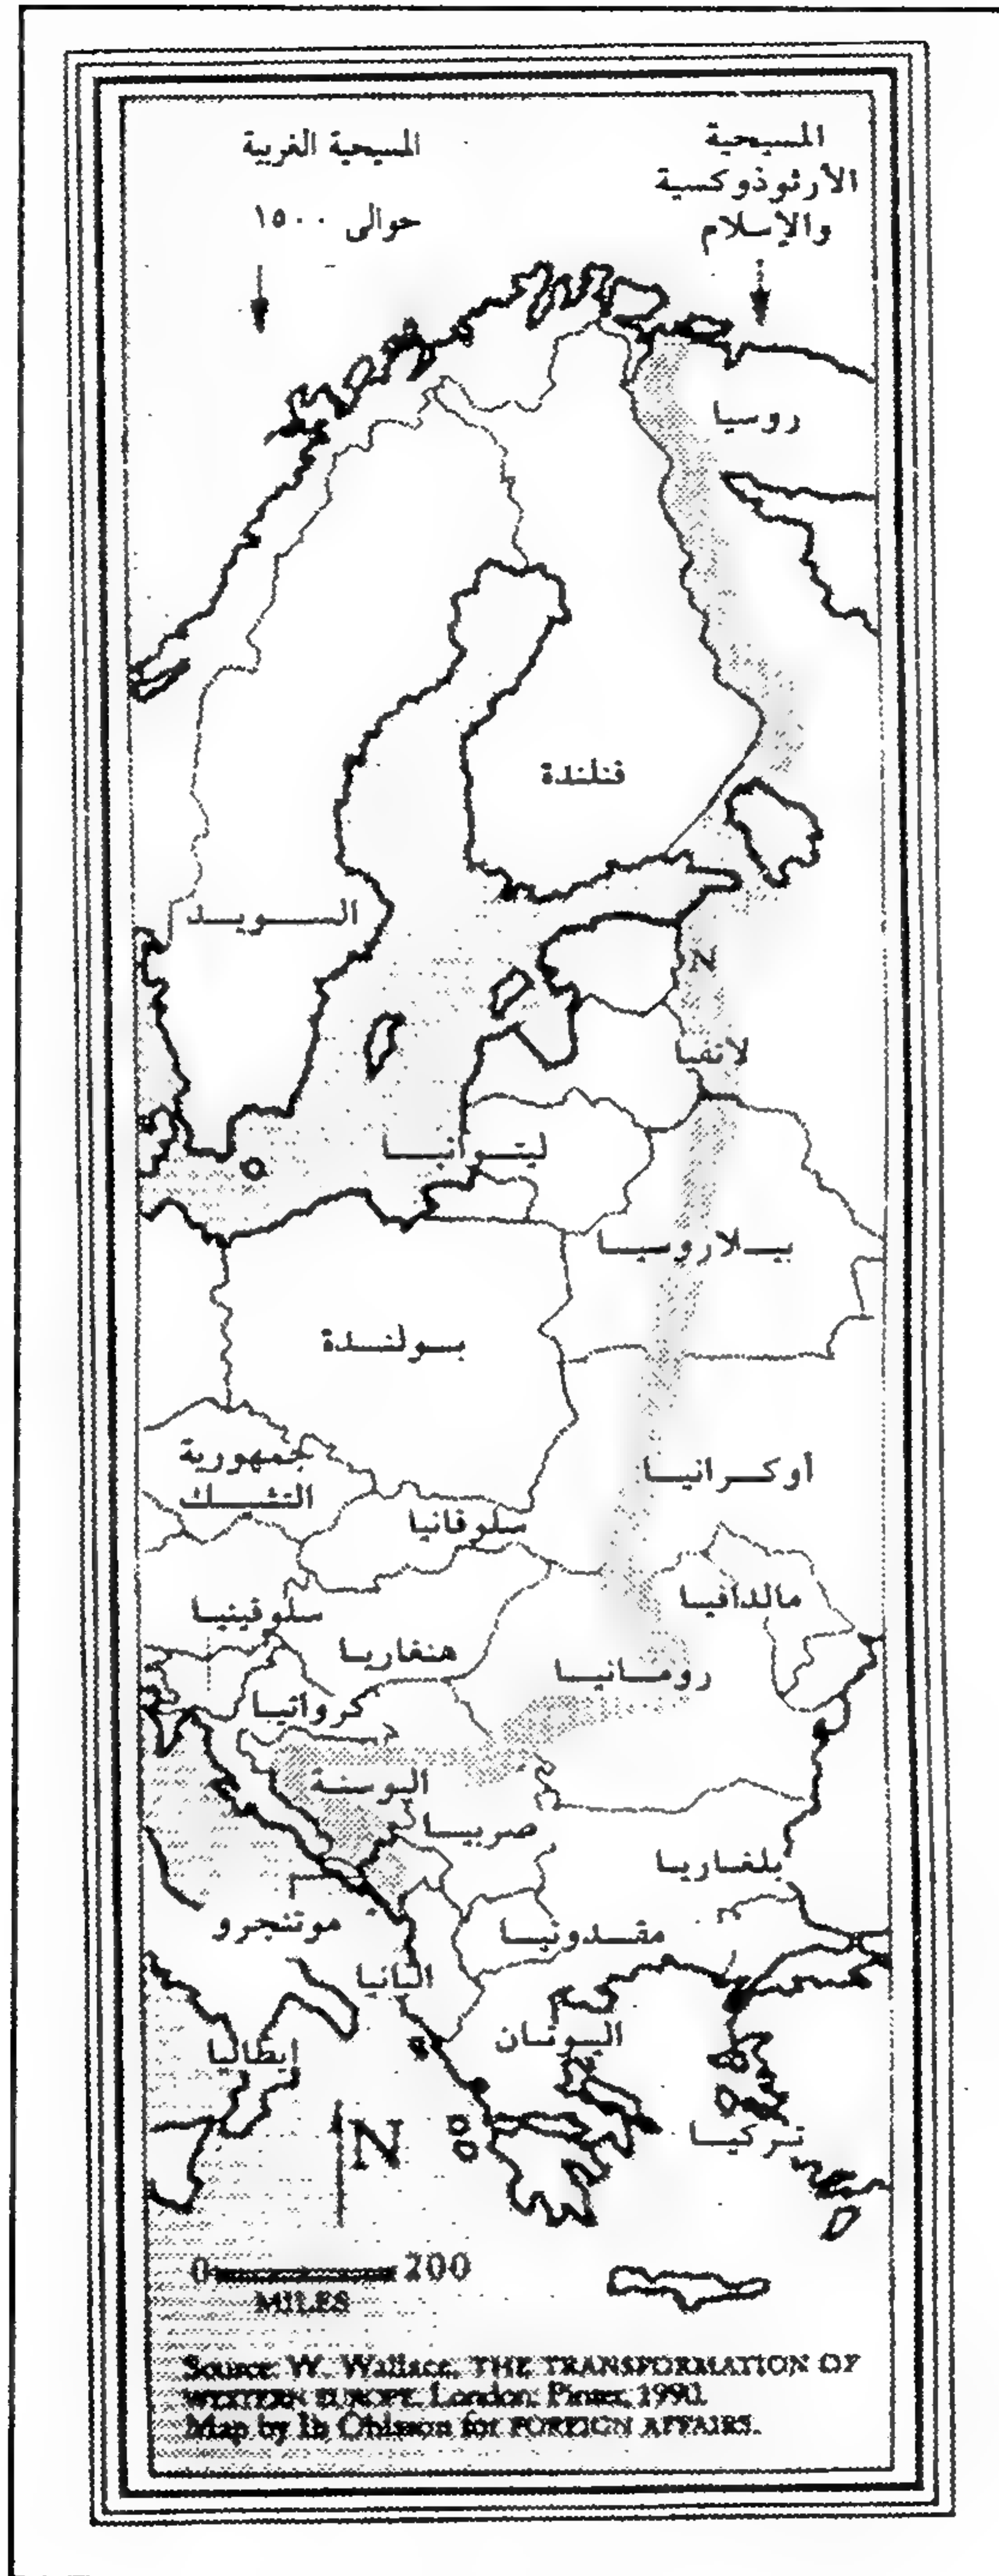 المسيحية الغربية
حوالى ١٥٠٠
المسيحية
الأرثوذوكسية
والإسلام
روسيا
فنلندة
السويد
N
لاتفيا
ليتوانيا
بيلاروسيا
بولندة
جمهورية
التشيك
أوكرانيا
سلوفانيا
مالدافيا
سلوفينيا
هنغاريا
رومانيا
كرواتيا
البوسنة
صربيا
بلغاريا
موتنجرو
مقدونيا
البانيا
اليونان
إيطاليا
تركيا
N
0 200
MILES
Source: W. Wallace, THE TRANSFORMATION OF
WESTERN EUROPE. London: Pinter, 1990.
Map by Ib Ohlsson for FOREIGN AFFAIRS.